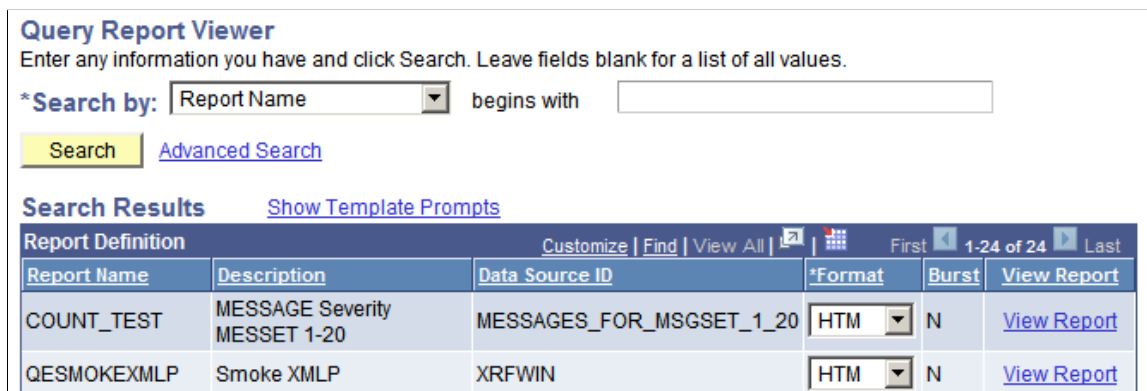 Query Report Viewer
Enter any information you have and click Search. Leave fields blank for a list of all values.
*Search by: Report Name begins with
Search Advanced Search
Search Results Show Template Prompts
Report Definition Customize | Find | View All | | First 1-24 of 24 Last
Report Name Description Data Source ID *Format Burst View Report
COUNT_TEST MESSAGE Severity MESSET 1-20 MESSAGES_FOR_MSGSET_1_20 HTM N View Report
QESMOKEXMLP Smoke XMLP XRFWIN HTM N View Report